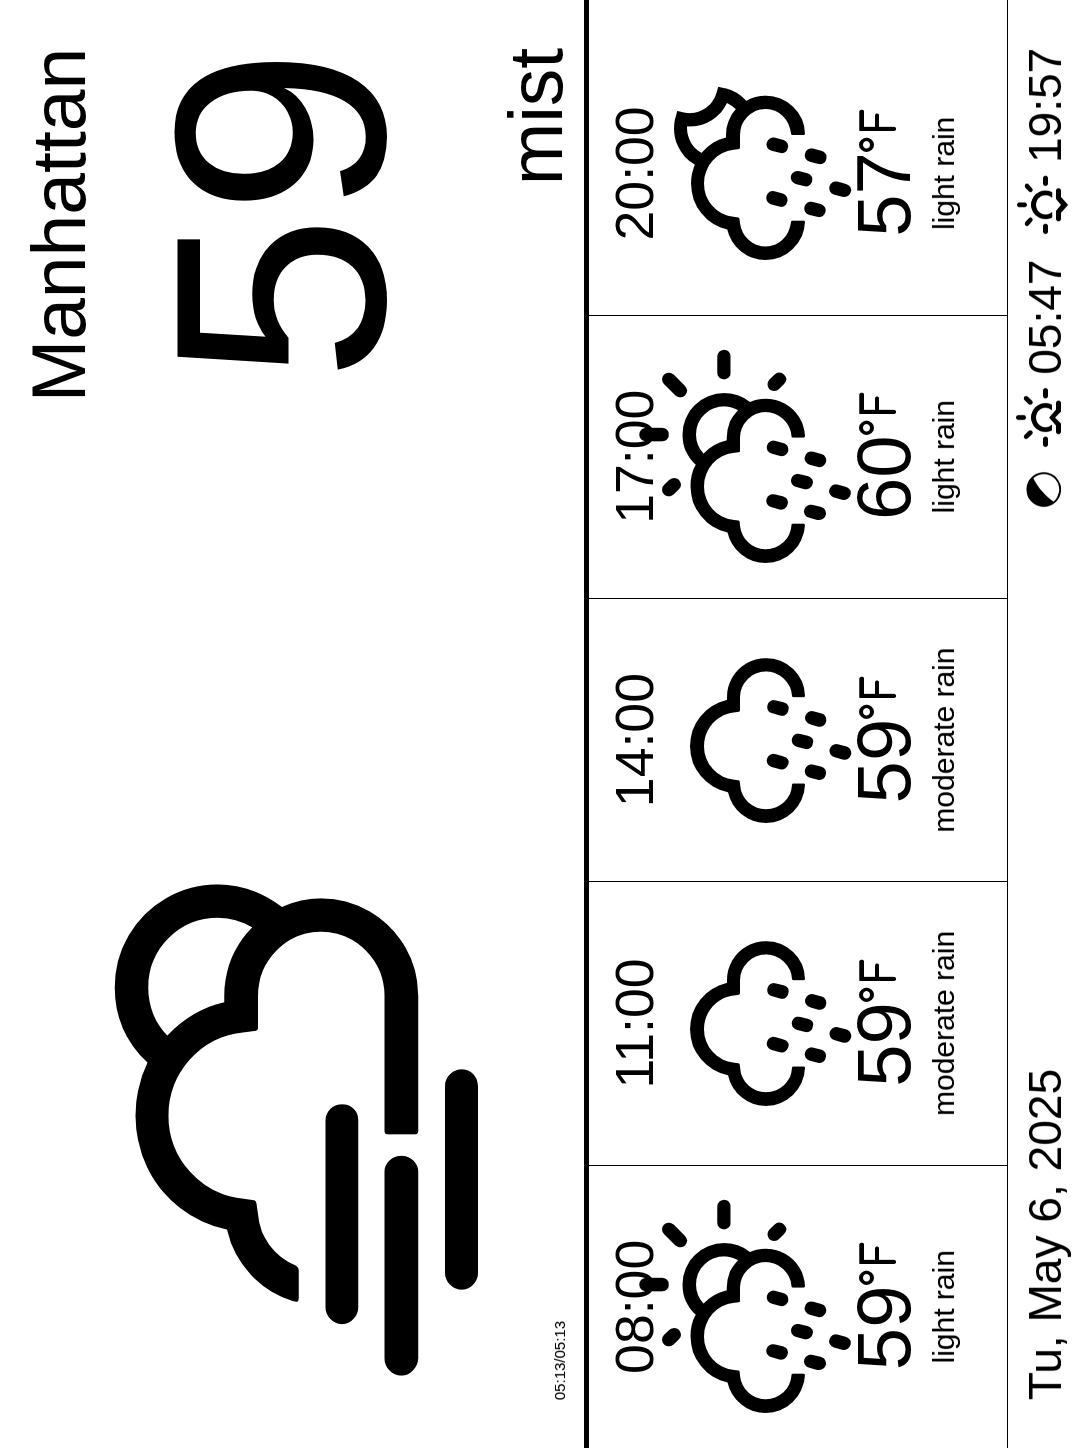 Manhattan
59
mist
05:13/05:13
08:00
59°F
light rain
11:00
59°F
moderate rain
14:00
59°F
moderate rain
17:00
60°F
light rain
20:00
57°F
light rain
Tu, May 6, 2025
05:47
19:57